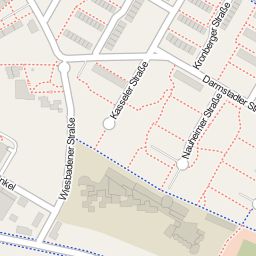 Kronberger Straße
Kasseler Straße
Darmstädter St
Nauheimer Straße
Wiesbadener Straße
nkel